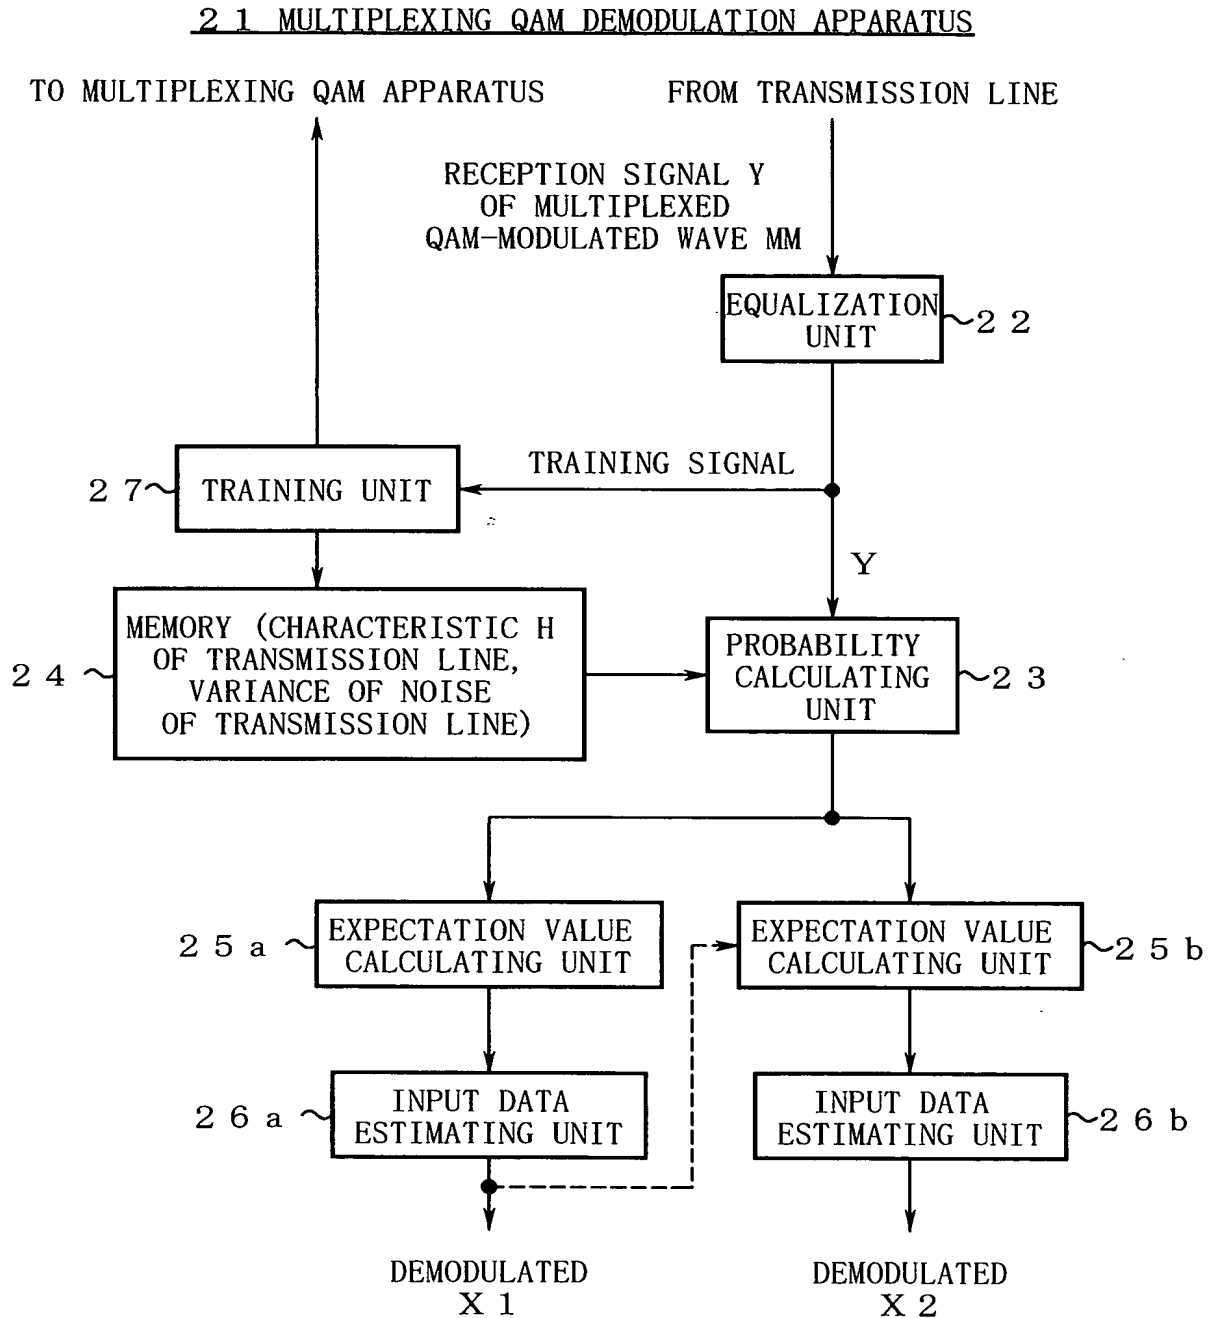 21 MULTIPLEXING QAM DEMODULATION APPARATUS
TO MULTIPLEXING QAM APPARATUS
FROM TRANSMISSION LINE
RECEPTION SIGNAL Y
OF MULTIPLEXED
QAM-MODULATED WAVE MM
EQUALIZATION
UNIT
22
TRAINING SIGNAL
27
TRAINING UNIT
Y
MEMORY (CHARACTERISTIC H
OF TRANSMISSION LINE,
VARIANCE OF NOISE
OF TRANSMISSION LINE)
24
PROBABILITY
CALCULATING
UNIT
23
25a
EXPECTATION VALUE
CALCULATING UNIT
EXPECTATION VALUE
CALCULATING UNIT
25b
26a
INPUT DATA
ESTIMATING UNIT
INPUT DATA
ESTIMATING UNIT
26b
DEMODULATED
X1
DEMODULATED
X2